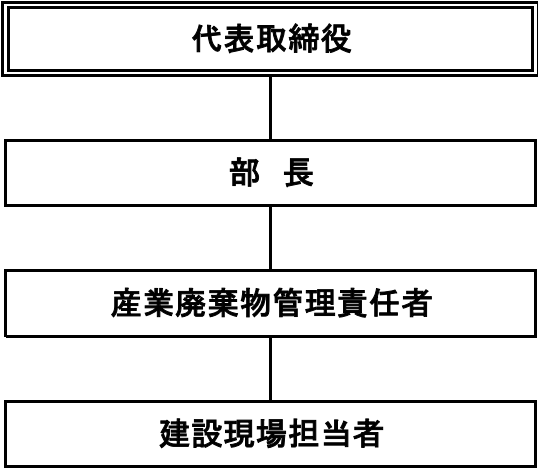 代表取締役
部　長
産業廃棄物管理責任者
建設現場担当者